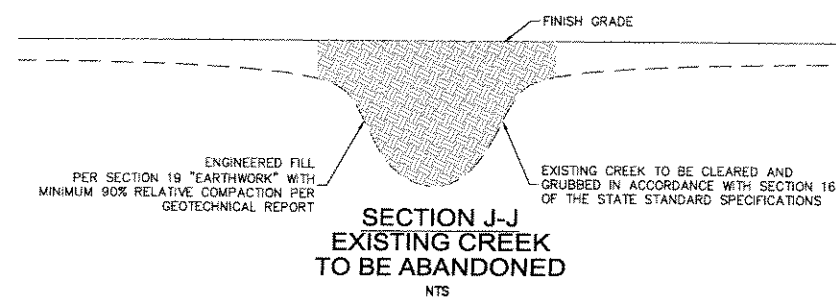 FINISH GRADE
ENGINEERED FILL
PER SECTION 19 "EARTHWORK" WITH
MINIMUM 90% RELATIVE COMPACTION PER
GEOTECHNICAL REPORT
EXISTING CREEK TO BE CLEARED AND
GRUBBED IN ACCORDANCE WITH SECTION 16
OF THE STATE STANDARD SPECIFICATIONS
SECTION J-J
EXISTING CREEK
TO BE ABANDONED
NTS